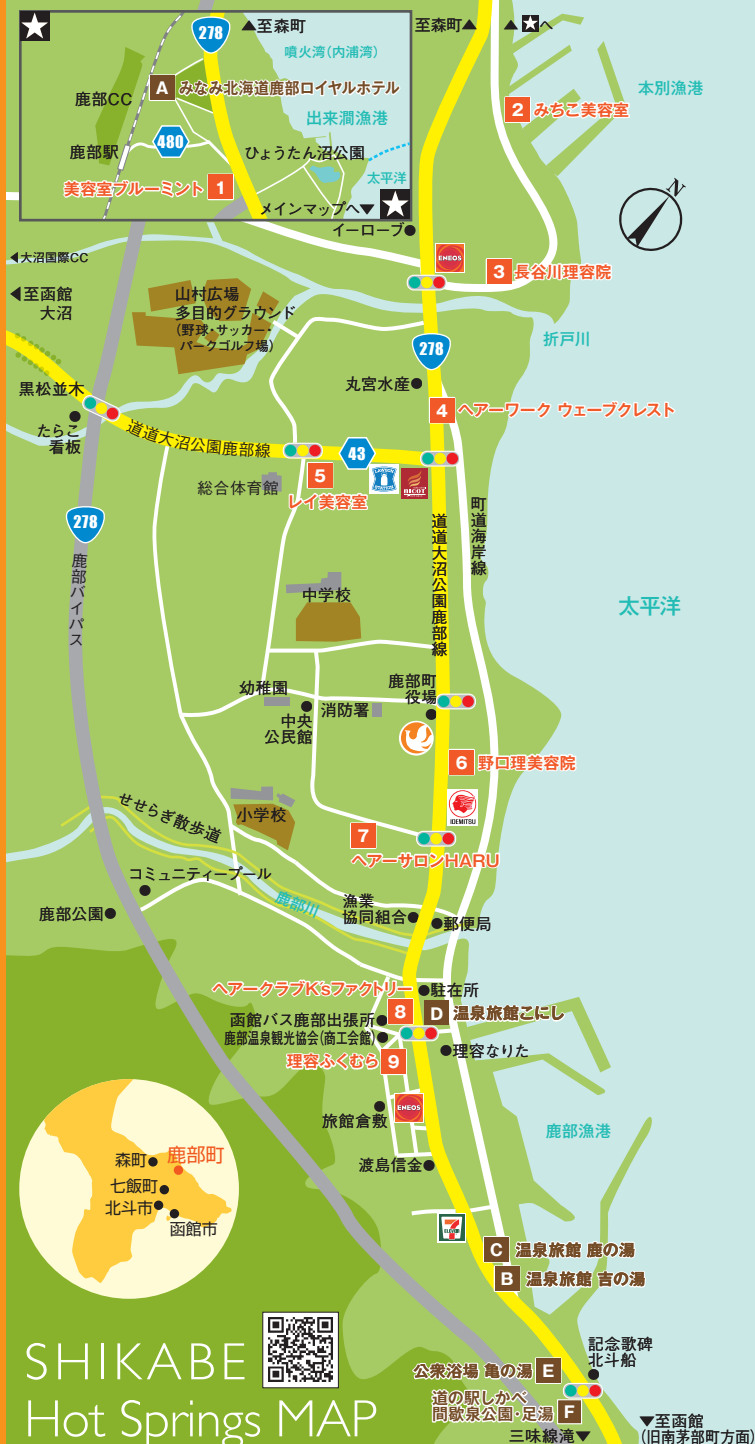 ★
278
▲至森町
噴火湾(内浦湾)
A みなみ北海道鹿部ロイヤルホテル
鹿部CC
出来澗漁港
480
鹿部駅
ひょうたん沼公園
太平洋
美容室ブルーミント 1
メインマップへ▼
★
至森町▲
▲★へ
本別漁港
2 みちこ美容室
N
イーローブ
◀大沼国際CC
ENEOS
3 長谷川理容院
◀至函館
大沼
山村広場
多目的グラウンド
(野球・サッカー・
パークゴルフ場)
折戸川
278
黒松並木
丸宮水産
4 ヘアーワーク ウェーブクレスト
たらこ
看板
道道大沼公園鹿部線
43
5
レイ美容室
総合体育館
LAWSON
HICOT
278
鹿部バイパス
道道大沼公園鹿部線
町道海岸線
太平洋
中学校
鹿部町
役場
幼稚園
消防署
中央
公民館
6 野口理美容院
IDEMITSU
せせらぎ散歩道
小学校
7
ヘアーサロンHARU
コミュニティープール
鹿部川
漁業
協同組合
郵便局
鹿部公園
ヘアークラブK'sファクトリー
8
駐在所
D 温泉旅館こにし
函館バス鹿部出張所
鹿部温泉観光協会(商工会館)
理容ふくむら 9
理容なりた
ENEOS
旅館倉敷
鹿部漁港
渡島信金
森町
鹿部町
七飯町
北斗市
函館市
7
ELEVEN
C 温泉旅館 鹿の湯
B 温泉旅館 吉の湯
SHIKABE
Hot Springs MAP
記念歌碑
北斗船
公衆浴場 亀の湯 E
道の駅しかべ
間歇泉公園・足湯 F
三味線滝▼
▼至函館
(旧南茅部町方面)